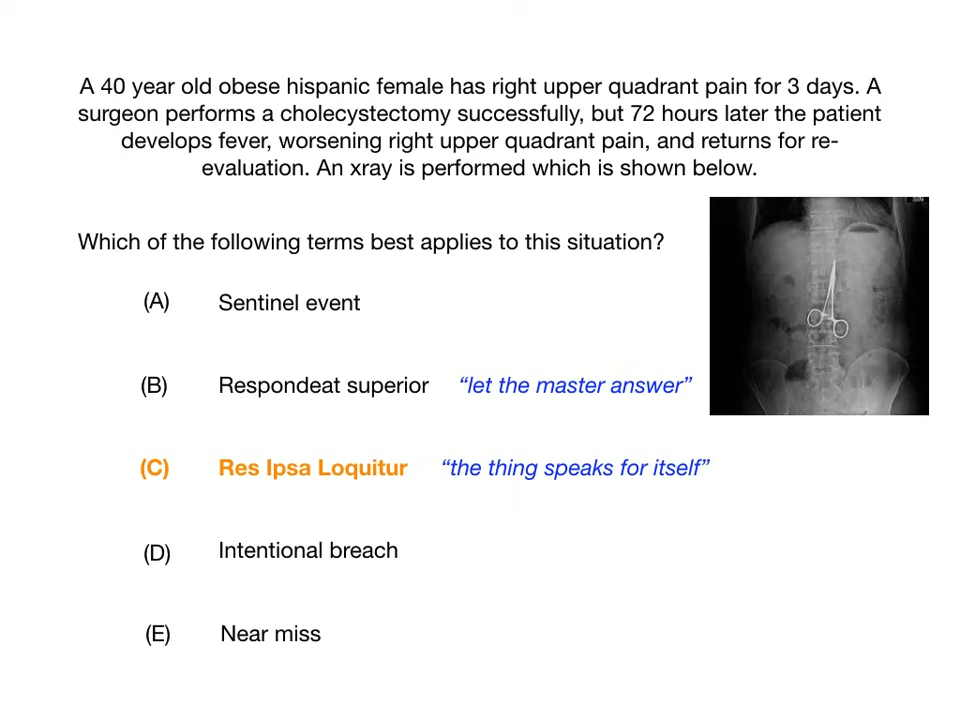 A 40 year old obese hispanic female has right upper quadrant pain for 3 days. A
surgeon performs a cholecystectomy successfully, but 72 hours later the patient
develops fever, worsening right upper quadrant pain, and returns for re-
evaluation. An xray is performed which is shown below.
SIN
Which of the following terms best applies to this situation?
(A) Sentinel event
(B) Respondeat superior “let the master answer”
(C) Res Ipsa Loquitur “the thing speaks for itself”
(D) Intentional breach
(E) Near miss